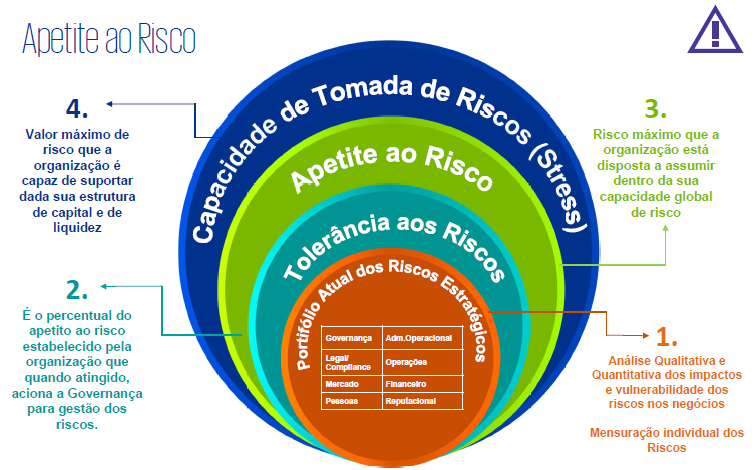 Apetite ao Risco
!
4.
Valor máximo de
risco que a
organização é
capaz de suportar
dada sua estrutura
de capital e de
liquidez
3.
Risco máximo que a
organização está
disposta a assumir
dentro da sua
capacidade global
de risco
2.
É o percentual do
apetito ao risco
estabelecido pela
organização que
quando atingido,
aciona a Governança
para gestão dos
riscos.
1.
Análise Qualitativa e
Quantitativa dos impactos
e vulnerabilidade dos
riscos nos negócios
Mensuração individual dos
Riscos
Capacidade de Tomada de Riscos (Stress)
Apetite ao Risco
Tolerância aos Riscos
Portifólio Atual dos Riscos Estratégicos
Governança Adm.Operacional
Legal/
Compliance Operações
Mercado Financeiro
Pessoas Reputacional